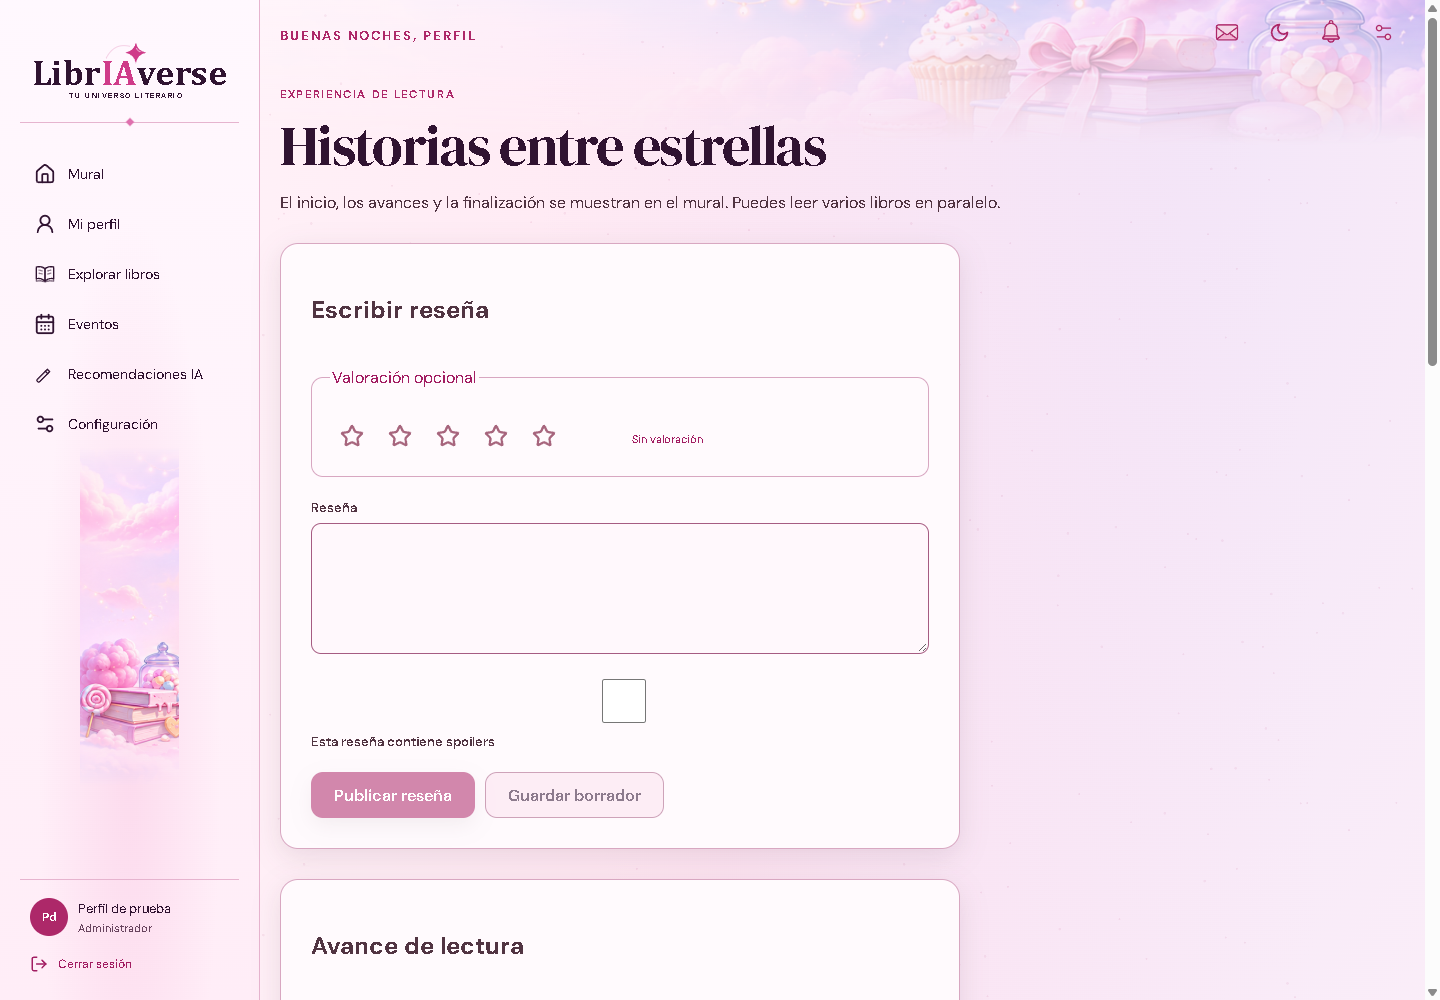 LibrIAverse
TU UNIVERSO LITERARIO
Mural
Mi perfil
Explorar libros
Eventos
Recomendaciones IA
Configuración
Pd
Perfil de prueba
Administrador
Cerrar sesión
BUENAS NOCHES, PERFIL
EXPERIENCIA DE LECTURA
Historias entre estrellas
El inicio, los avances y la finalización se muestran en el mural. Puedes leer varios libros en paralelo.
Escribir reseña
Valoración opcional
Sin valoración
Reseña
Esta reseña contiene spoilers
Publicar reseña
Guardar borrador
Avance de lectura